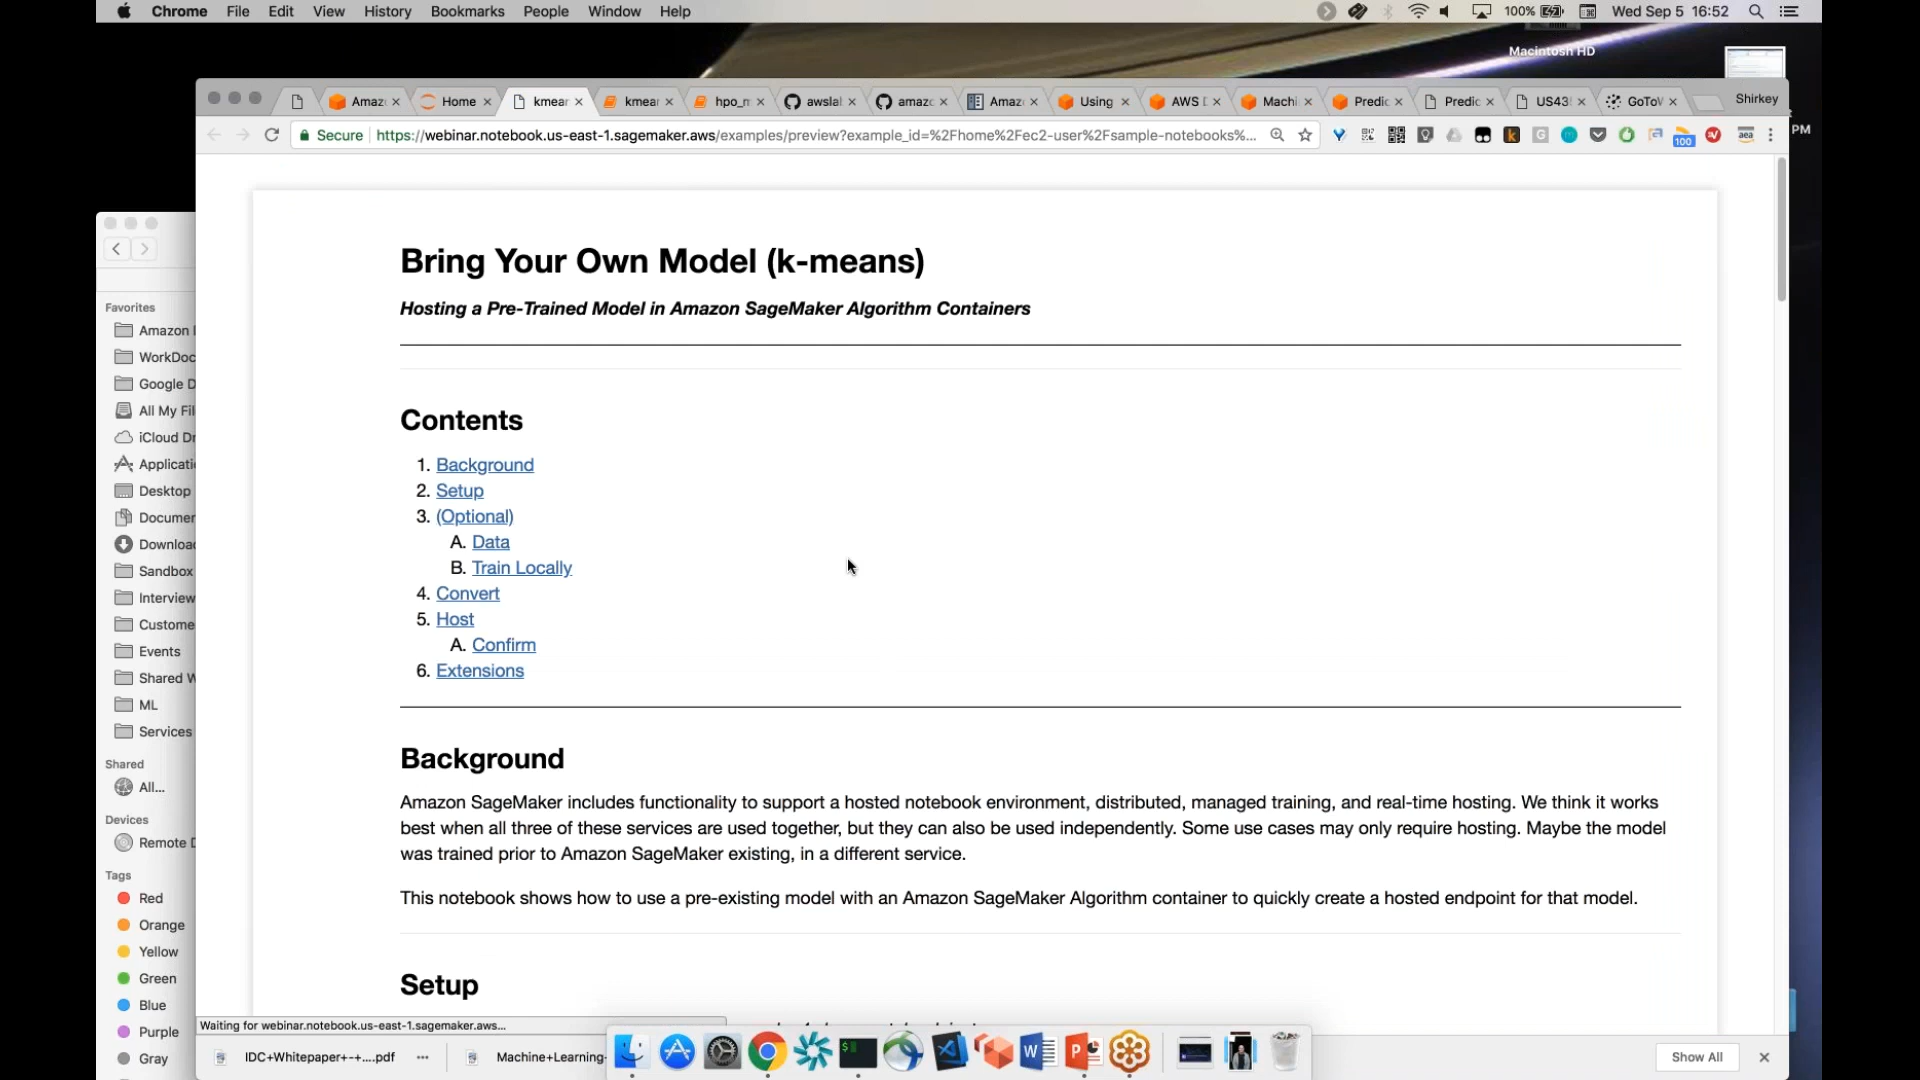 Chrome File Edit View History Bookmarks People Window Help 100% Wed Sep 5 16:52
Macintosh HD
Amaz Home kmear kmear hpo_n awslal amazc Amaz Using AWS D Machi Predic Predic US43 GoToW Shirkey
Secure https://webinar.notebook.us-east-1.sagemaker.aws/examples/preview?example_id=%2Fhome%2Fec2-user%2Fsample-notebooks%... 100 aea PM
Bring Your Own Model (k-means)
Hosting a Pre-Trained Model in Amazon SageMaker Algorithm Containers
Contents
1. Background
2. Setup
3. (Optional)
A. Data
B. Train Locally
4. Convert
5. Host
A. Confirm
6. Extensions
Background
Amazon SageMaker includes functionality to support a hosted notebook environment, distributed, managed training, and real-time hosting. We think it works
best when all three of these services are used together, but they can also be used independently. Some use cases may only require hosting. Maybe the model
was trained prior to Amazon SageMaker existing, in a different service.
This notebook shows how to use a pre-existing model with an Amazon SageMaker Algorithm container to quickly create a hosted endpoint for that model.
Setup
Favorites
Amazon
WorkDoc
Google D
All My Fil
iCloud Dr
Applicati
Desktop
Documer
Downloa
Sandbox
Interview
Custome
Events
Shared W
ML
Services
Shared
All...
Devices
Remote D
Tags
Red
Orange
Yellow
Green
Blue
Purple
Gray
Waiting for webinar.notebook.us-east-1.sagemaker.aws...
IDC+Whitepaper+-+....pdf Machine+Learning- Show All